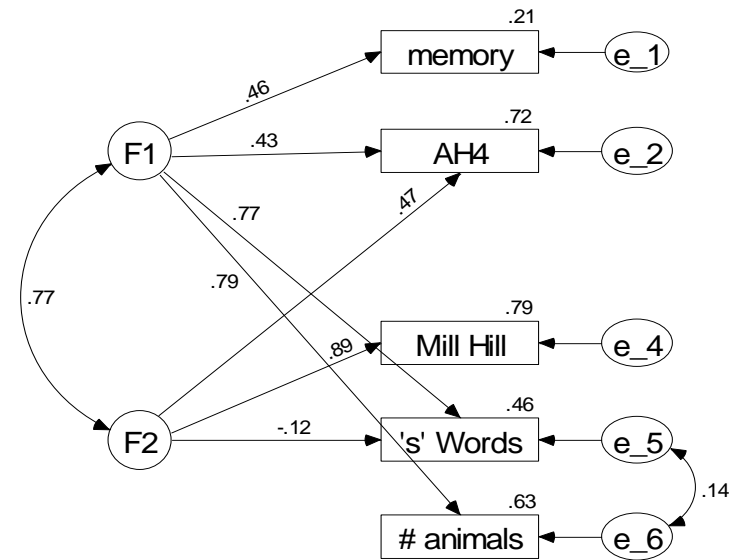 .21
memory
e_1
.46
.72
F1
.43
AH4
e_2
.47
.77
.79
.77
.79
.89
Mill Hill
e_4
.46
F2
-.12
's' Words
e_5
.14
.63
# animals
e_6